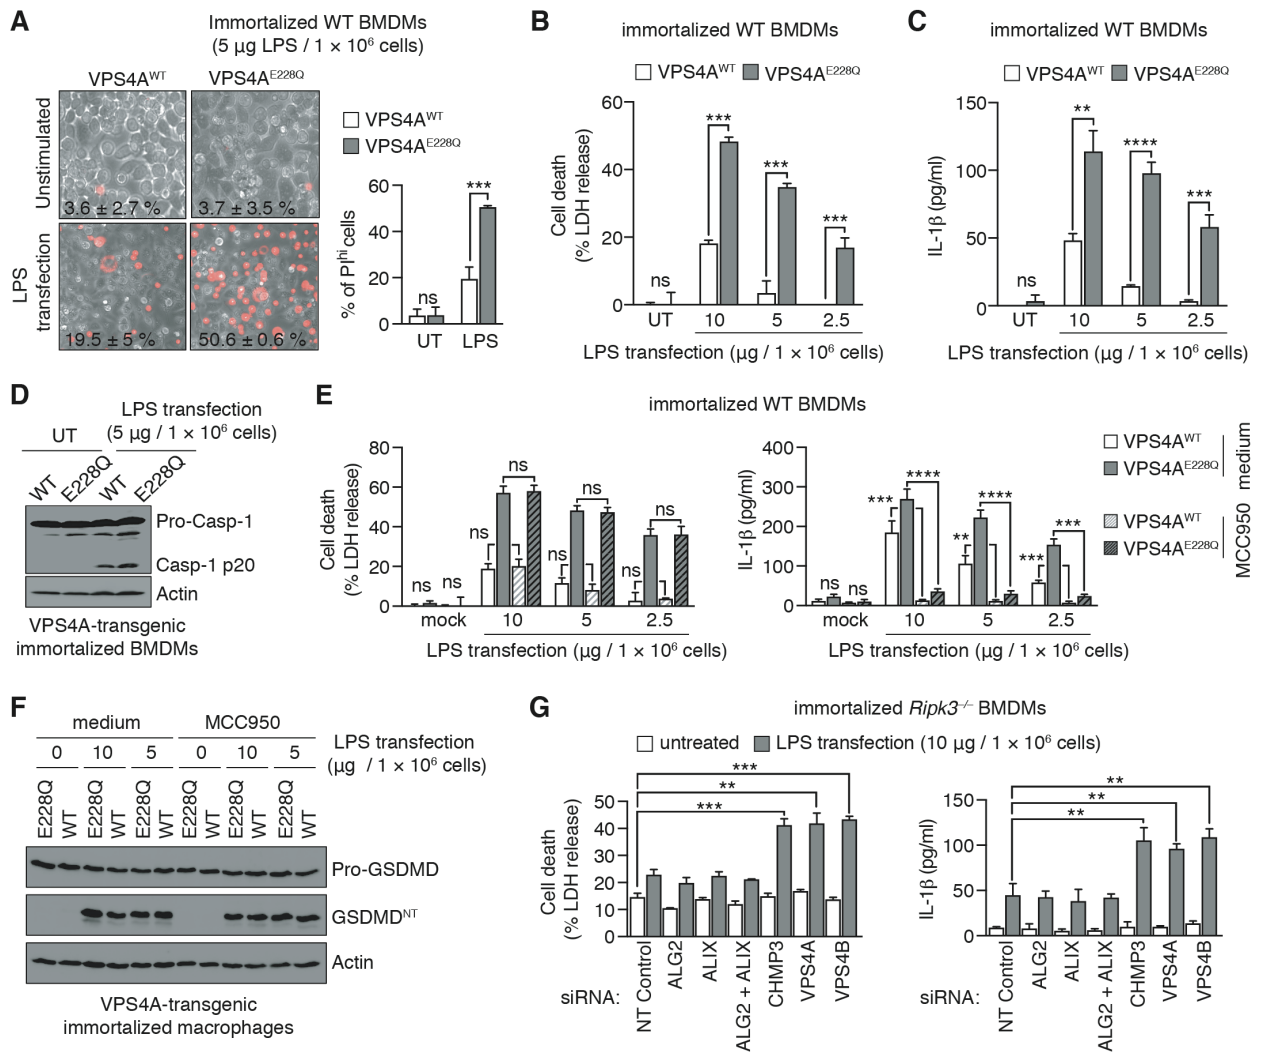 A
Immortalized WT BMDMs
(5 µg LPS / 1 × 10⁶ cells)
VPS4A^WT
VPS4A^E228Q
Unstimulated
3.6 ± 2.7 %
3.7 ± 3.5 %
LPS
transfection
19.5 ± 5 %
50.6 ± 0.6 %
VPS4A^WT
VPS4A^E228Q
% of PI^hi cells
60
40
20
0
ns
***
UT
LPS
B
immortalized WT BMDMs
VPS4A^WT
VPS4A^E228Q
Cell death
(% LDH release)
60
40
20
0
ns
***
***
***
UT
10
5
2.5
LPS transfection (µg / 1 × 10⁶ cells)
C
immortalized WT BMDMs
VPS4A^WT
VPS4A^E228Q
IL-1β (pg/ml)
150
100
50
0
ns
**
****
***
UT
10
5
2.5
LPS transfection (µg / 1 × 10⁶ cells)
D
LPS transfection
(5 µg / 1 × 10⁶ cells)
UT
WT
E228Q
WT
E228Q
Pro-Casp-1
Casp-1 p20
Actin
VPS4A-transgenic
immortalized BMDMs
E
immortalized WT BMDMs
Cell death
(% LDH release)
80
60
40
20
0
ns
ns
ns
ns
ns
ns
ns
ns
ns
ns
ns
mock
10
5
2.5
LPS transfection (µg / 1 × 10⁶ cells)
IL-1β (pg/ml)
400
300
200
100
0
ns
ns
***
****
**
****
***
***
mock
10
5
2.5
LPS transfection (µg / 1 × 10⁶ cells)
VPS4A^WT
VPS4A^E228Q
medium
VPS4A^WT
VPS4A^E228Q
MCC950
F
medium
MCC950
0
10
5
0
10
5
LPS transfection
(µg / 1 × 10⁶ cells)
E228Q
WT
E228Q
WT
E228Q
WT
E228Q
WT
E228Q
WT
E228Q
WT
Pro-GSDMD
GSDMD^NT
Actin
VPS4A-transgenic
immortalized macrophages
G
immortalized Ripk3⁻/⁻ BMDMs
untreated
LPS transfection (10 µg / 1 × 10⁶ cells)
Cell death
(% LDH release)
50
40
30
20
10
0
***
**
***
siRNA:
NT Control
ALG2
ALIX
ALG2 + ALIX
CHMP3
VPS4A
VPS4B
IL-1β (pg/ml)
150
100
50
0
**
**
**
siRNA:
NT Control
ALG2
ALIX
ALG2 + ALIX
CHMP3
VPS4A
VPS4B